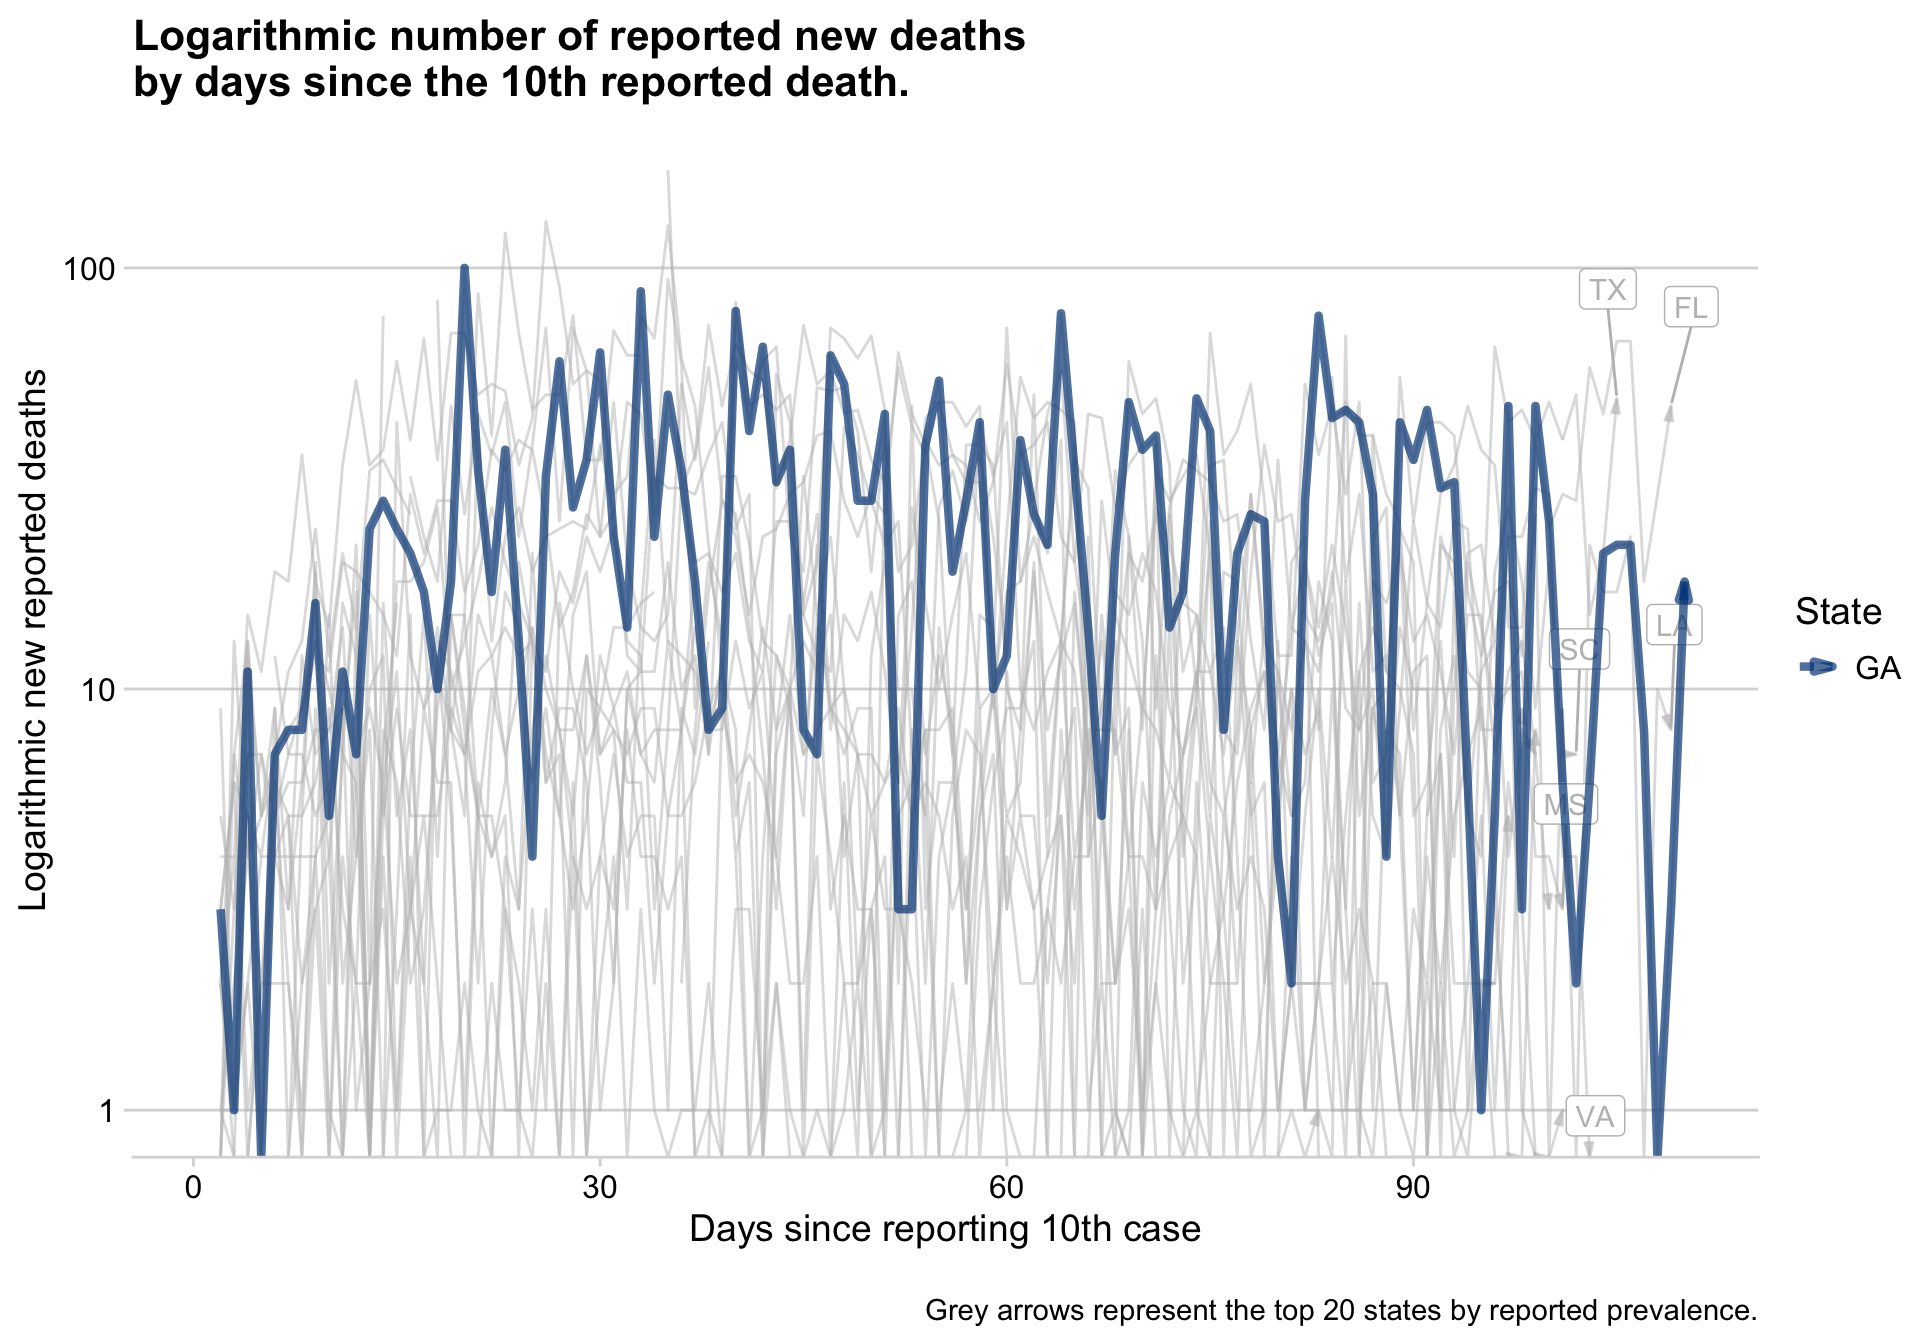 Logarithmic number of reported new deaths
by days since the 10th reported death.
Logarithmic new reported deaths
100
10
1
TX
FL
LA
SC
MS
VA
State
GA
0
30
60
90
Days since reporting 10th case
Grey arrows represent the top 20 states by reported prevalence.